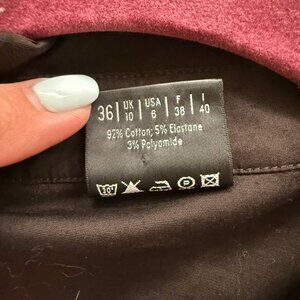 36 | UK 10 | USA 6 | F 38 | I 40
92% Cotton; 5% Elastane
3% Polyamide